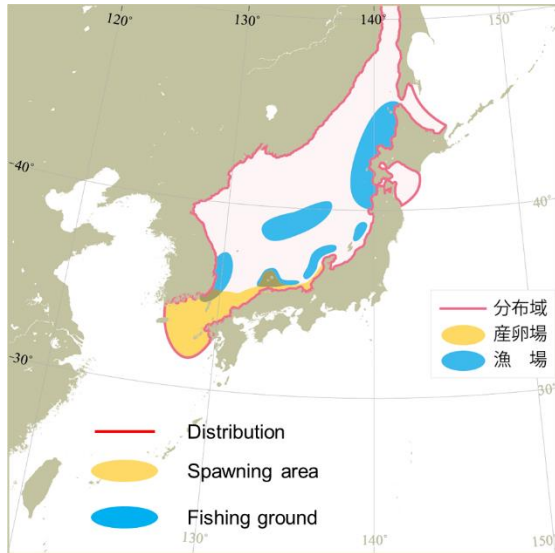 120°
130°
140°
150°
40°
40°
30°
30°
分布域
産卵場
漁 場
Distribution
Spawning area
Fishing ground
130°
140°
150°